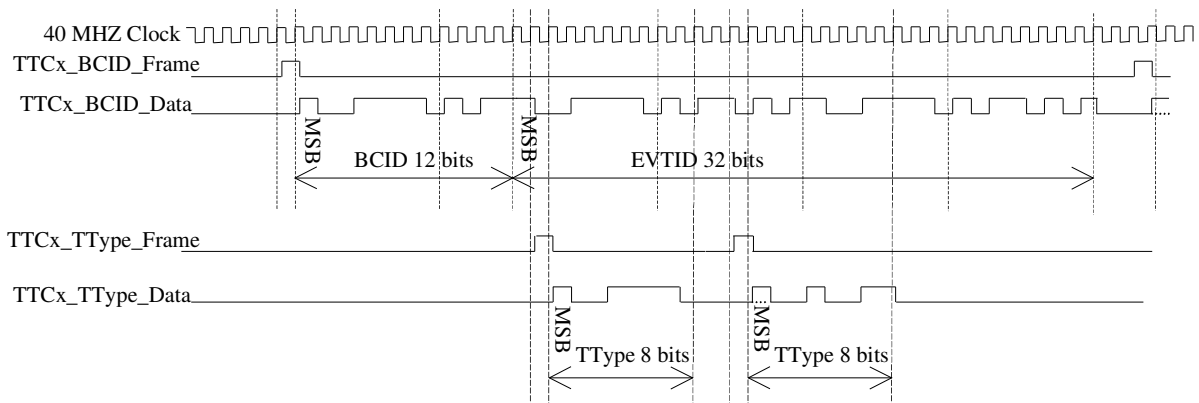 40 MHZ Clock
TTCx_BCID_Frame
TTCx_BCID_Data
MSB
BCID 12 bits
MSB
EVTID 32 bits
TTCx_TType_Frame
TTCx_TType_Data
MSB
TType 8 bits
MSB
TType 8 bits